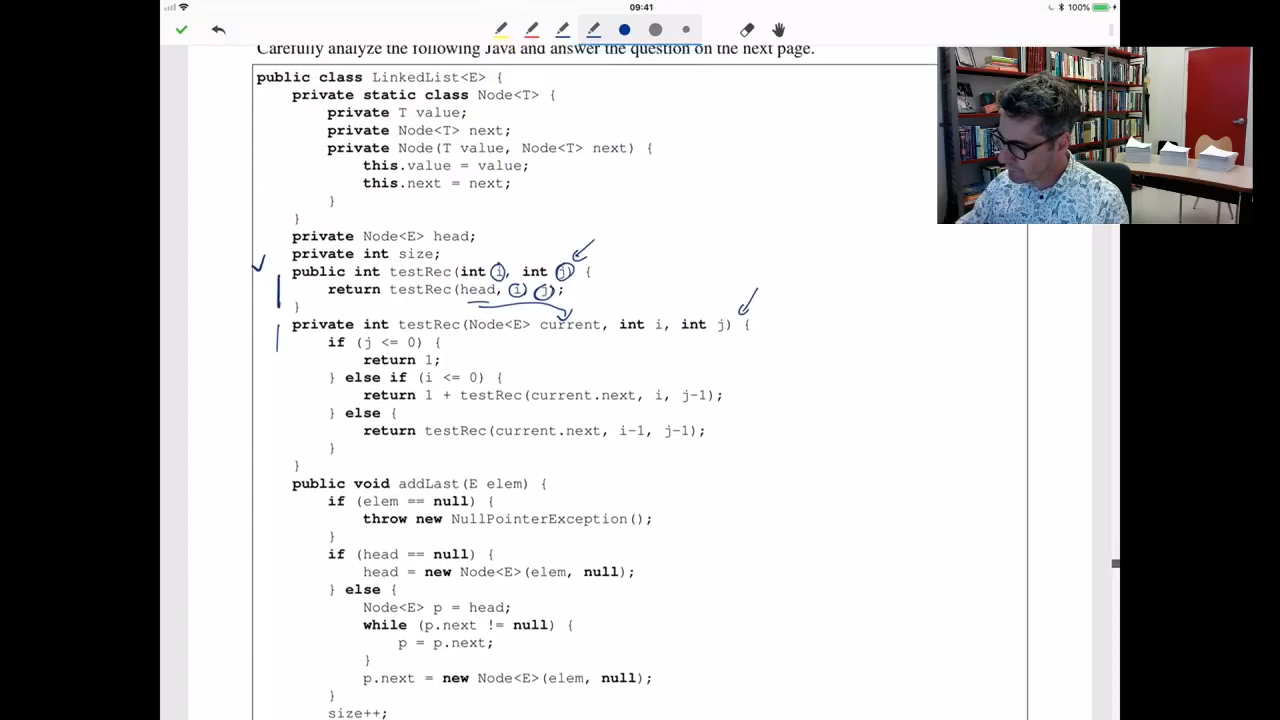 09:41
100%
Carefully analyze the following Java and answer the question on the next page.
public class LinkedList<E> {
    private static class Node<T> {
        private T value;
        private Node<T> next;
        private Node(T value, Node<T> next) {
            this.value = value;
            this.next = next;
        }
    }
    private Node<E> head;
    private int size;
    public int testRec(int i, int j) {
        return testRec(head, i, j);
    }
    private int testRec(Node<E> current, int i, int j) {
        if (j <= 0) {
            return 1;
        } else if (i <= 0) {
            return 1 + testRec(current.next, i, j-1);
        } else {
            return testRec(current.next, i-1, j-1);
        }
    }
    public void addLast(E elem) {
        if (elem == null) {
            throw new NullPointerException();
        }
        if (head == null) {
            head = new Node<E>(elem, null);
        } else {
            Node<E> p = head;
            while (p.next != null) {
                p = p.next;
            }
            p.next = new Node<E>(elem, null);
        }
        size++;